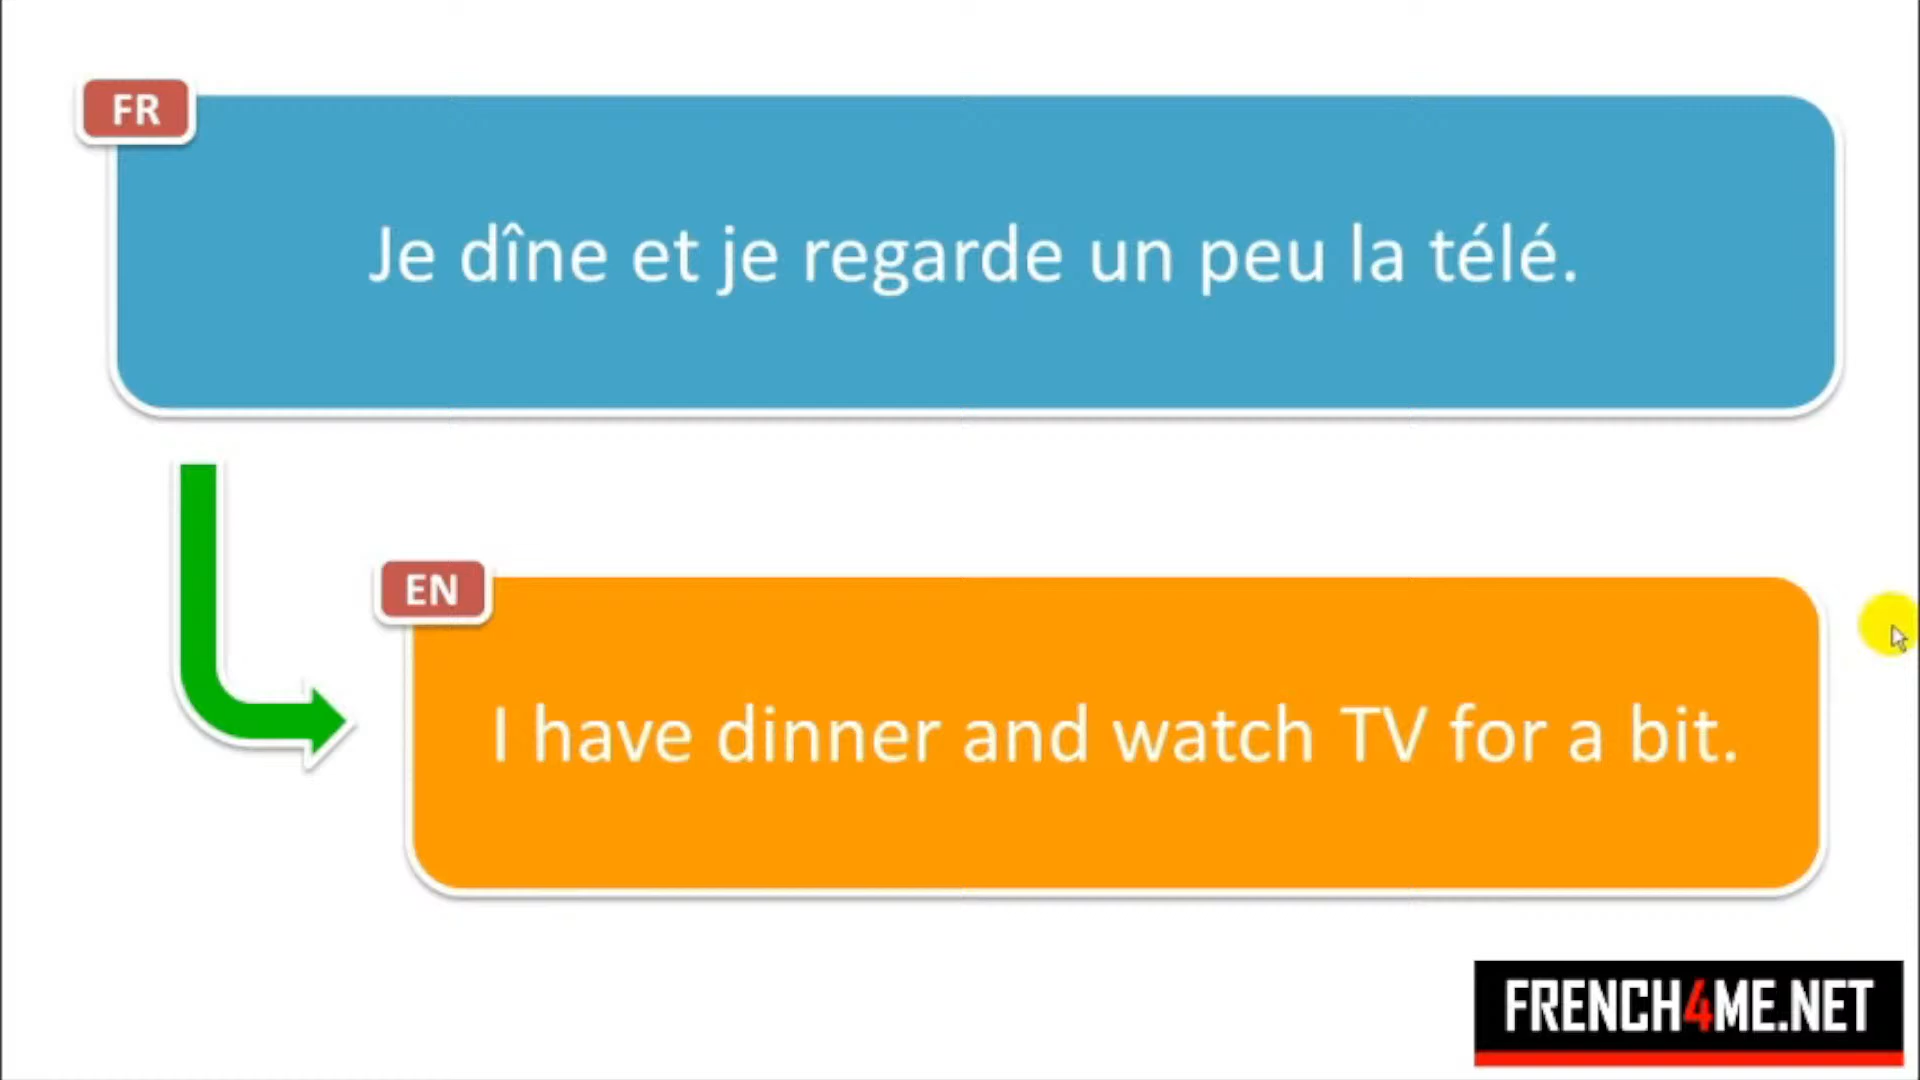 FR
Je dîne et je regarde un peu la télé.
EN
I have dinner and watch TV for a bit.
FRENCH4ME.NET